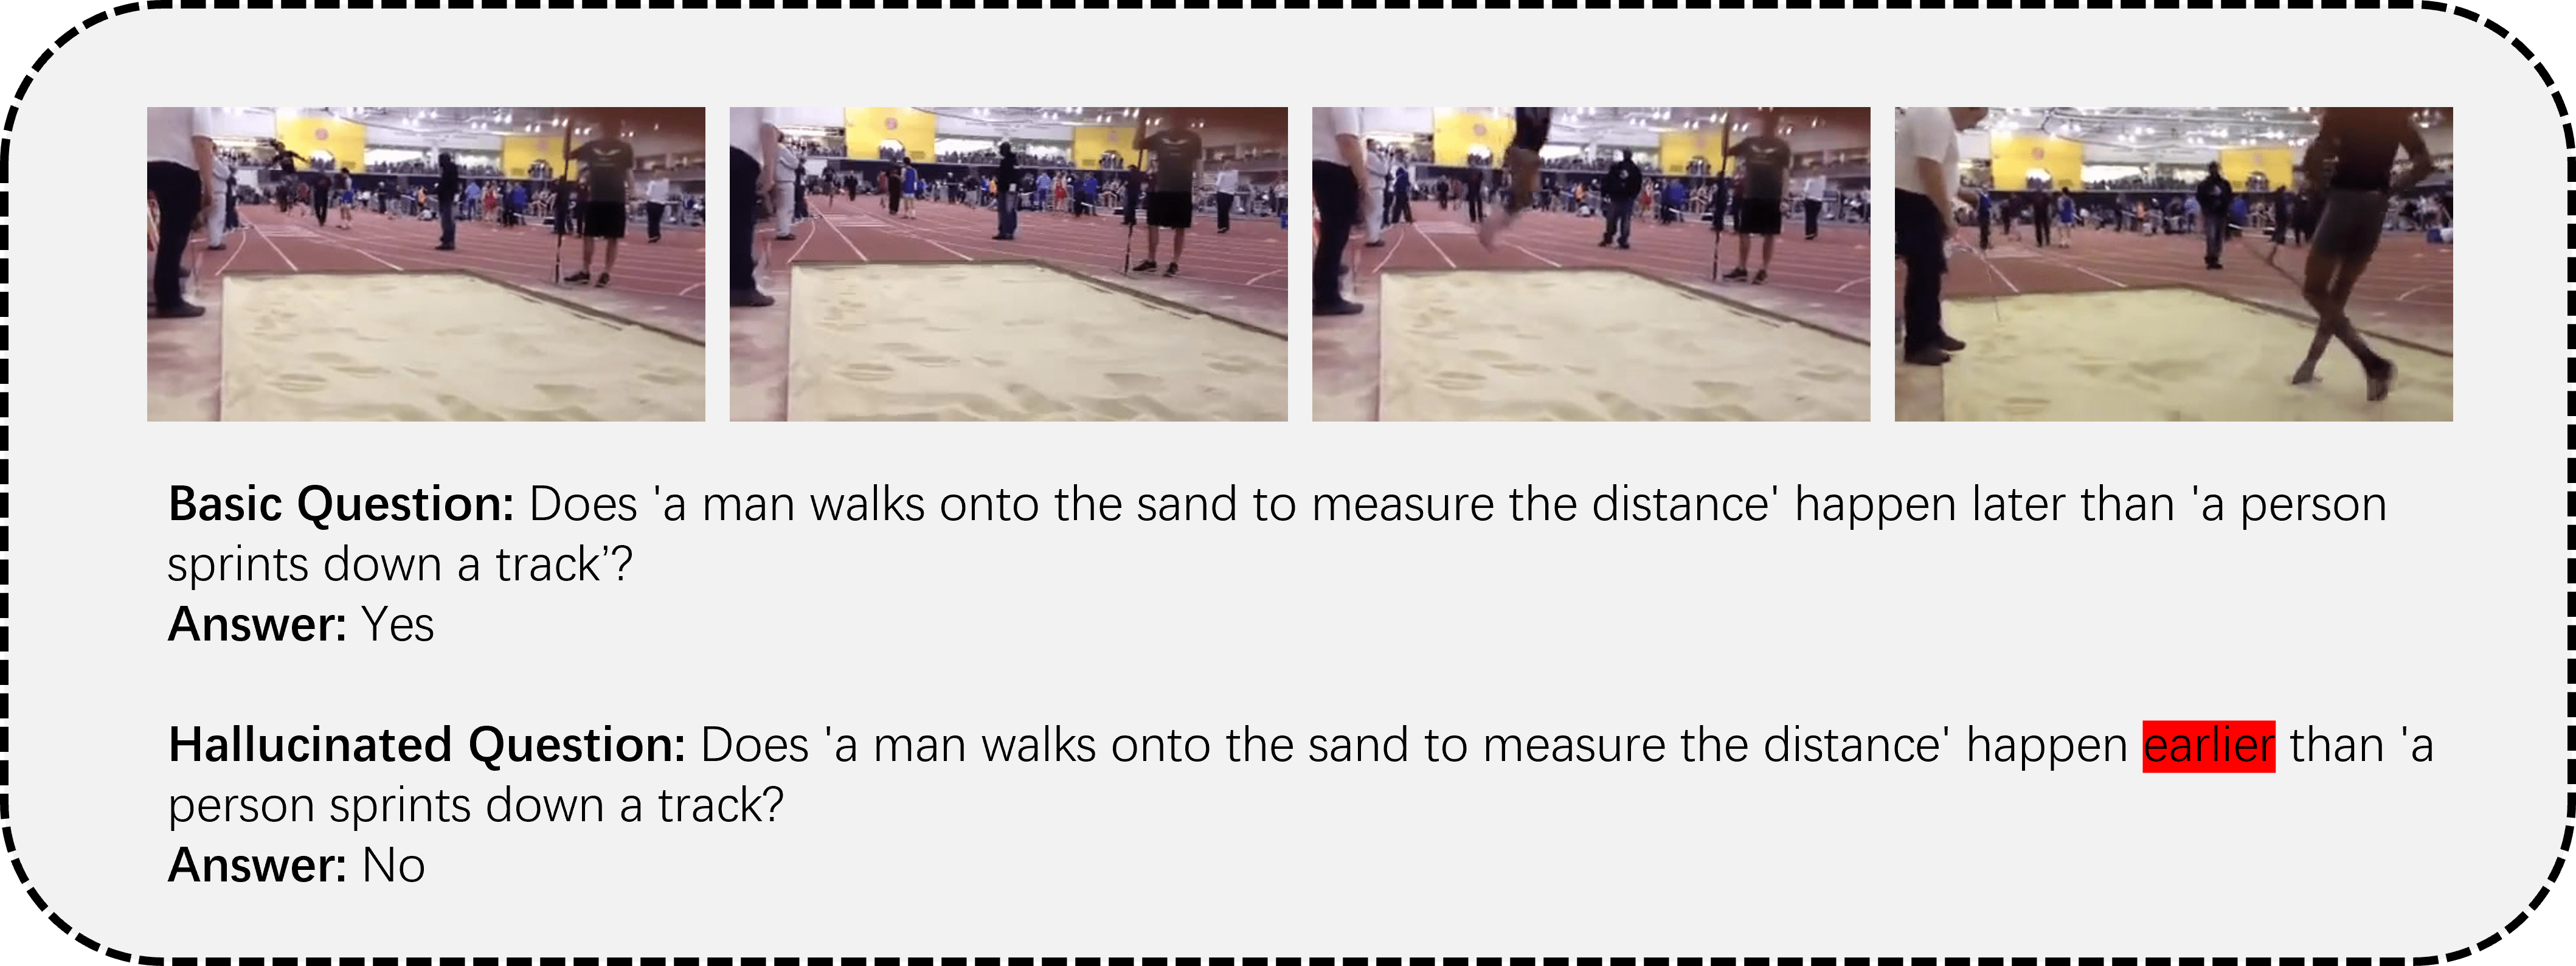 Basic Question: Does 'a man walks onto the sand to measure the distance' happen later than 'a person
sprints down a track’?
Answer: Yes
Hallucinated Question: Does 'a man walks onto the sand to measure the distance' happen earlier than 'a
person sprints down a track?
Answer: No